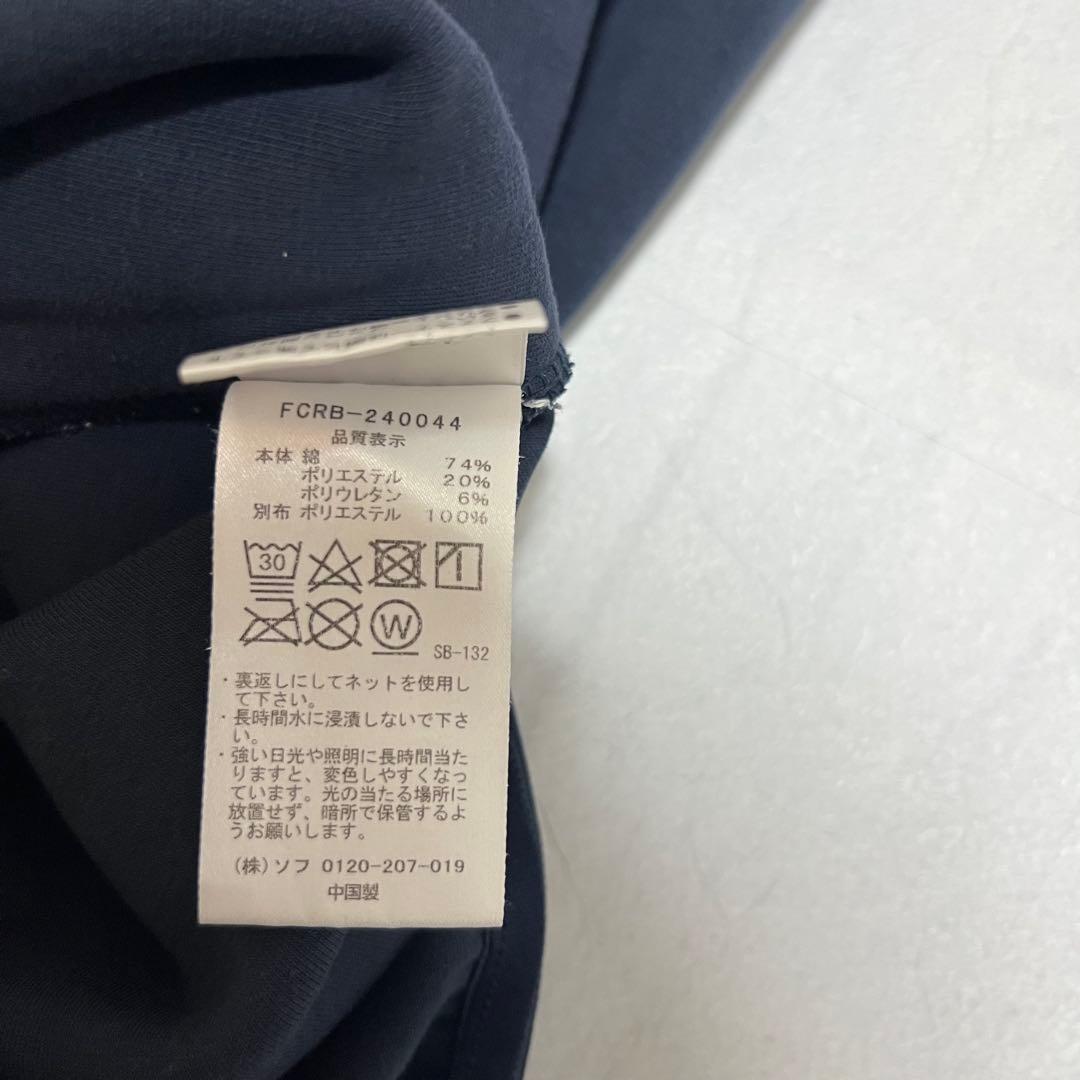 FCRB-240044
品質表示
本体 綿 74%
ポリエステル 20%
ポリウレタン 6%
別布 ポリエステル 100%
30
W
SB-132
・裏返しにしてネットを使用し
て下さい。
・長時間水に浸漬しないで下さ
い。
・強い日光や照明に長時間当た
りますと、変色しやすくなっ
ています。光の当たる場所に
放置せず、暗所で保管するよ
うお願いします。
(株)ソフ 0120-207-019
中国製